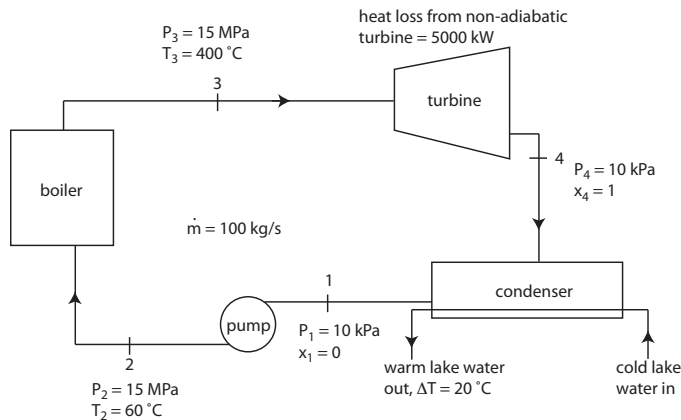 heat loss from non-adiabatic
turbine = 5000 kW
P3 = 15 MPa
T3 = 400 ˚C
3
turbine
4
P4 = 10 kPa
x4 = 1
boiler
ṁ = 100 kg/s
condenser
1
pump
P1 = 10 kPa
x1 = 0
2
P2 = 15 MPa
T2 = 60 ˚C
warm lake water
out, ΔT = 20 ˚C
cold lake
water in